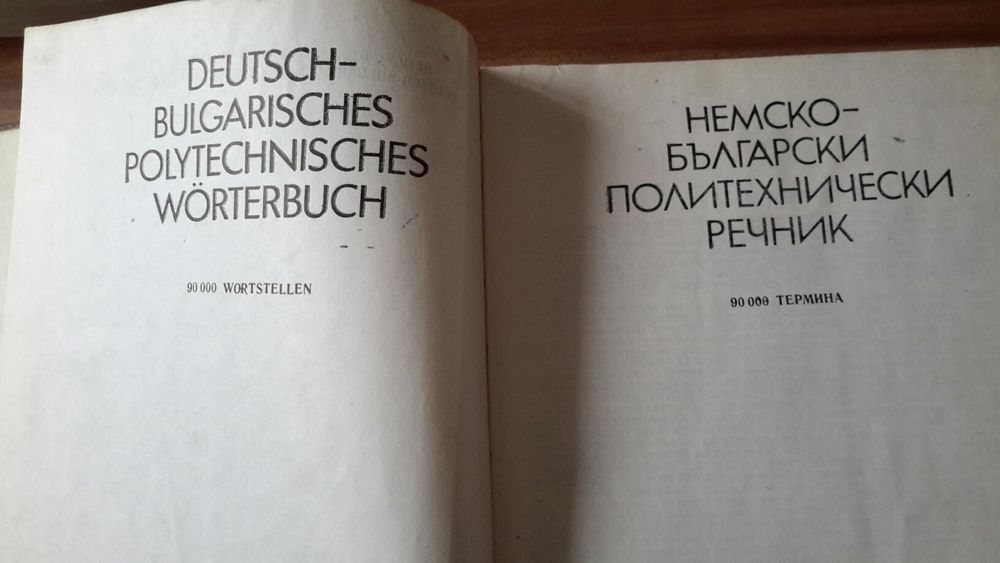 DEUTSCH-
BULGARISCHES
POLYTECHNISCHES
WÖRTERBUCH
90 000 WORTSTELLEN
НЕМСКО-
БЪЛГАРСКИ
ПОЛИТЕХНИЧЕСКИ
РЕЧНИК
90 000 ТЕРМИНА